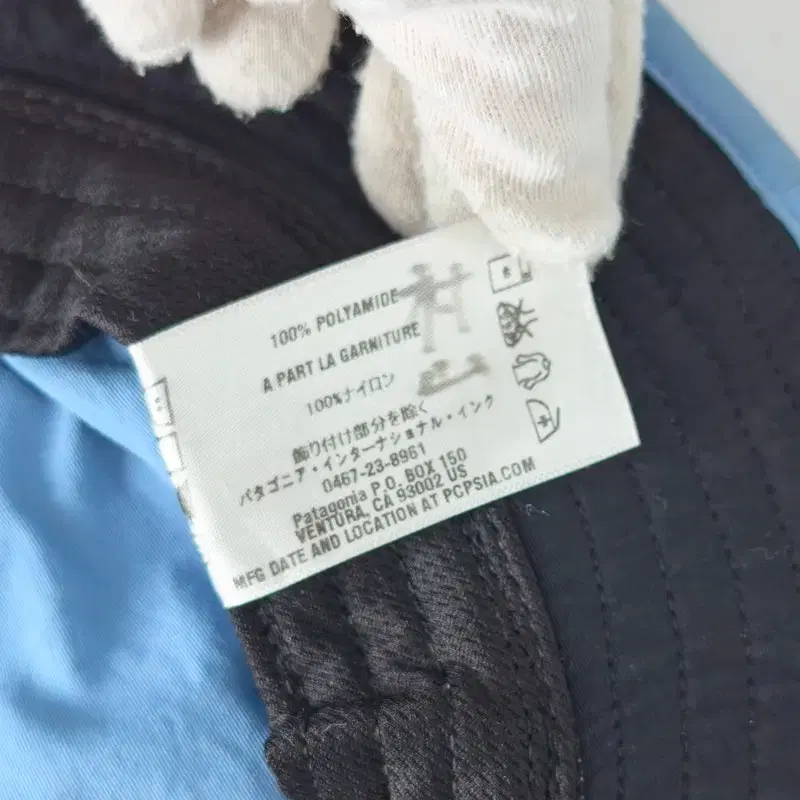 100% POLYAMIDE
A PART LA GARNITURE
100%ナイロン
飾り付け部分を除く
パタゴニア・インターナショナル・インク
0467-23-8961
Patagonia P.O. BOX 150
VENTURA, CA 93002 US
MFG DATE AND LOCATION AT PCPSIA.COM